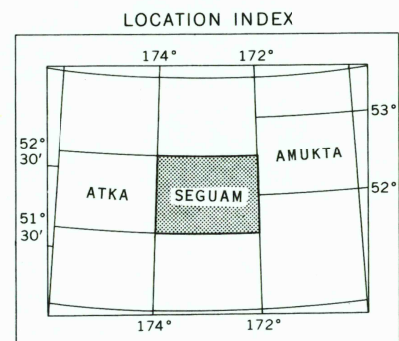 LOCATION INDEX
174° 172°
53°
52°
30′
AMUKTA
ATKA SEGUAM
52°
51°
30′
174° 172°